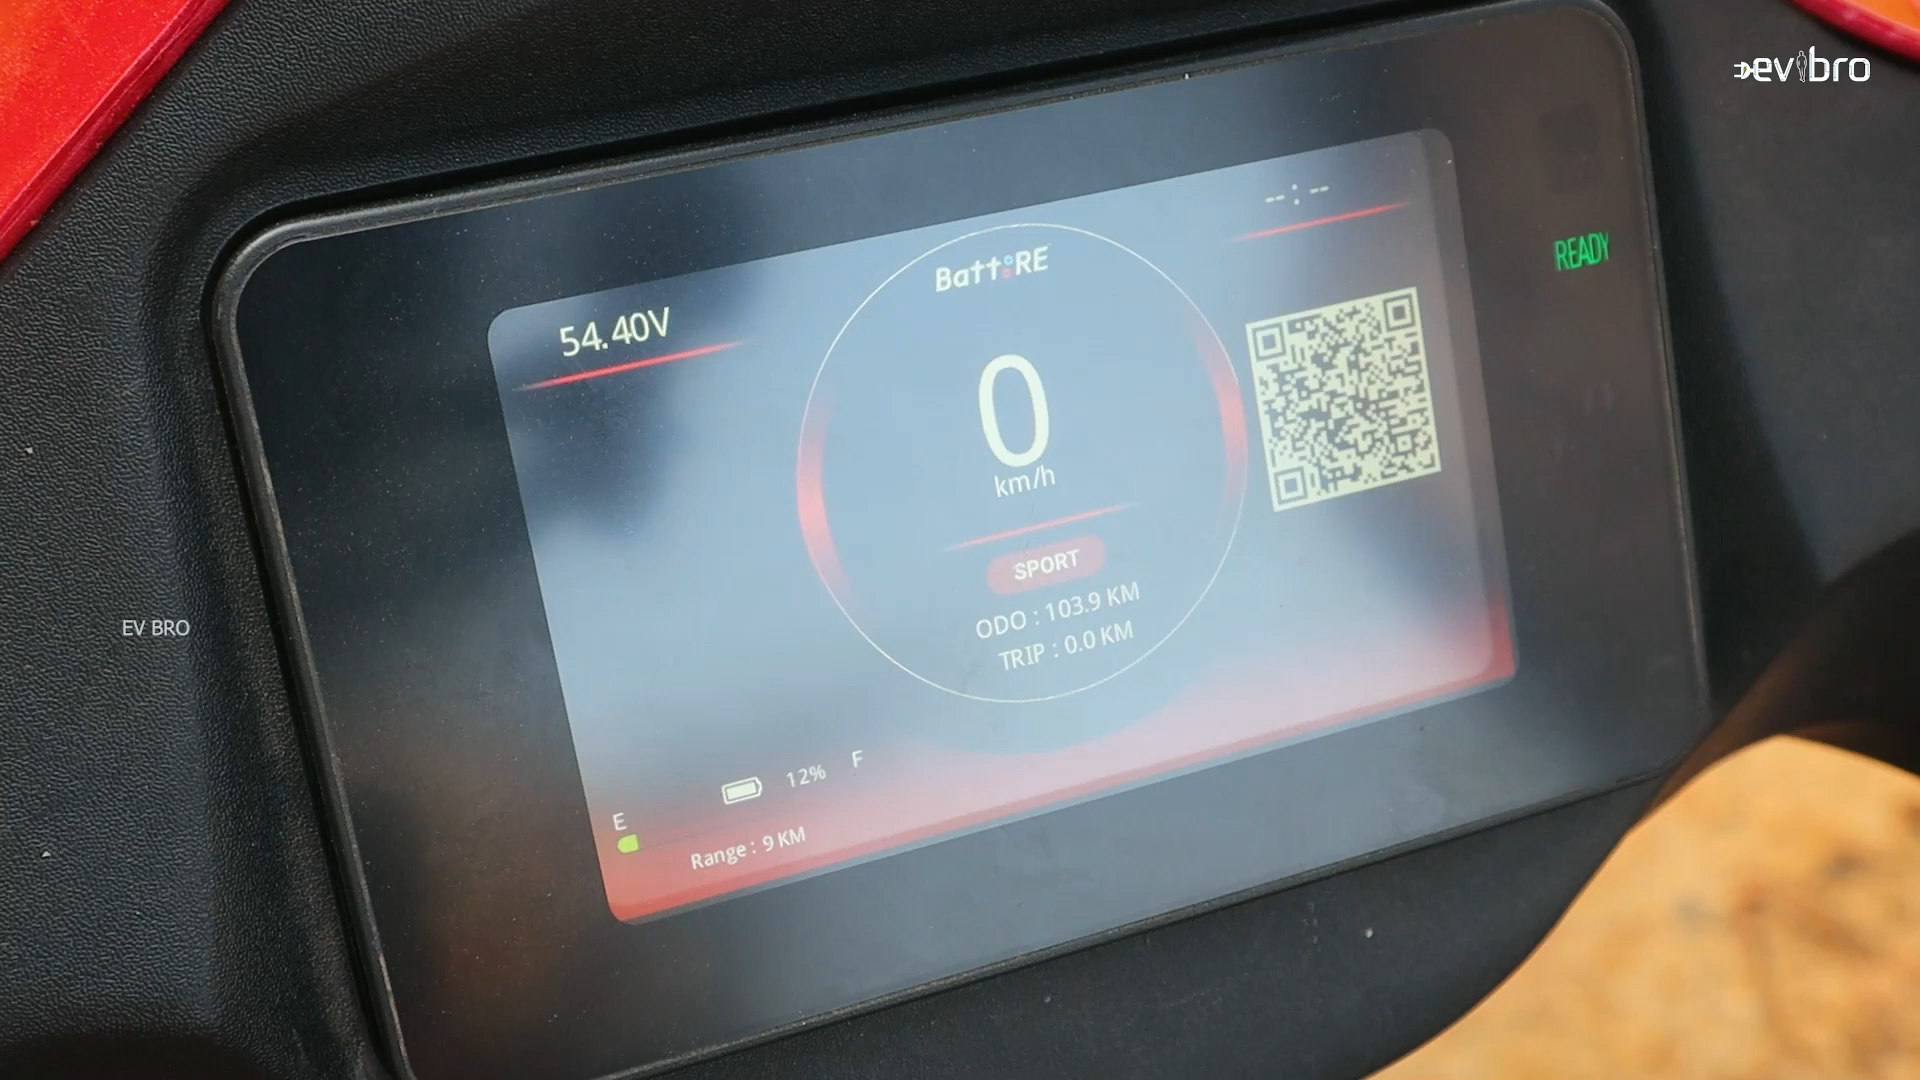 evbro
--:--
BattRE
READY
54.40V
0
km/h
SPORT
ODO : 103.9 KM
TRIP : 0.0 KM
EV BRO
12% F
E
Range : 9 KM